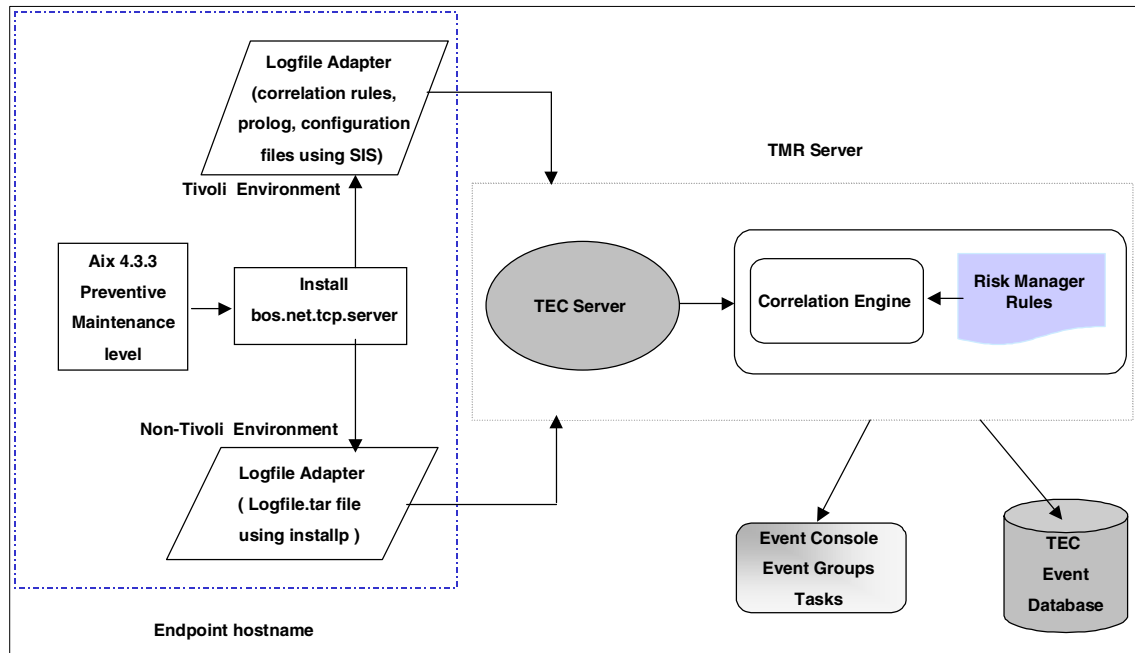 Logfile Adapter
(correlation rules,
prolog, configuration
files using SIS)
Tivoli Environment
TMR Server
Aix 4.3.3
Preventive
Maintenance
level
Install
bos.net.tcp.server
TEC Server
Correlation Engine
Risk Manager
Rules
Non-Tivoli Environment
Logfile Adapter
( Logfile.tar file
using installp )
Event Console
Event Groups
Tasks
TEC
Event
Database
Endpoint hostname